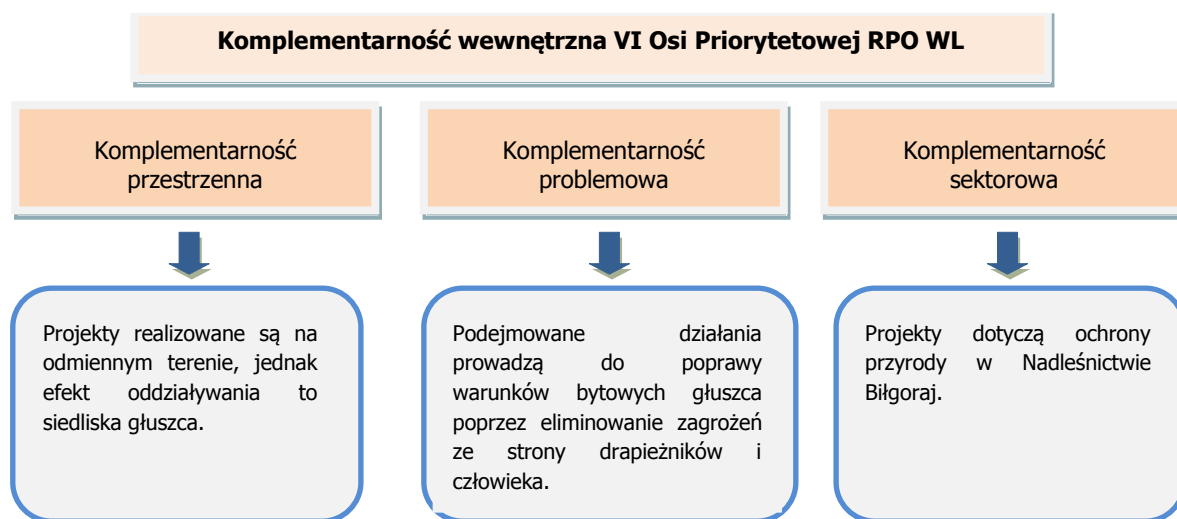 Komplementarność wewnętrzna VI Osi Priorytetowej RPO WL
Komplementarność
przestrzenna
Komplementarność
problemowa
Komplementarność
sektorowa
Projekty realizowane są na
odmiennym terenie, jednak
efekt oddziaływania to
siedliska głuszca.
Podejmowane działania
prowadzą do poprawy
warunków bytowych głuszca
poprzez eliminowanie zagrożeń
ze strony drapieżników i
człowieka.
Projekty dotyczą ochrony
przyrody w Nadleśnictwie
Biłgoraj.